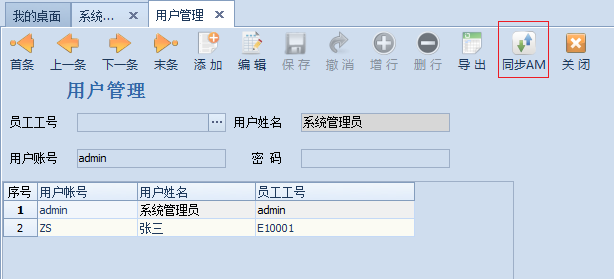 我的桌面 系统... 用户管理
首条 上一条 下一条 末条 添加 编辑 保存 撤消 增行 删行 导出 同步AM 关闭
用户管理
员工工号 ... 用户姓名 系统管理员
用户账号 admin 密码
序号 用户帐号 用户姓名 员工工号
1 admin 系统管理员 admin
2 ZS 张三 E10001